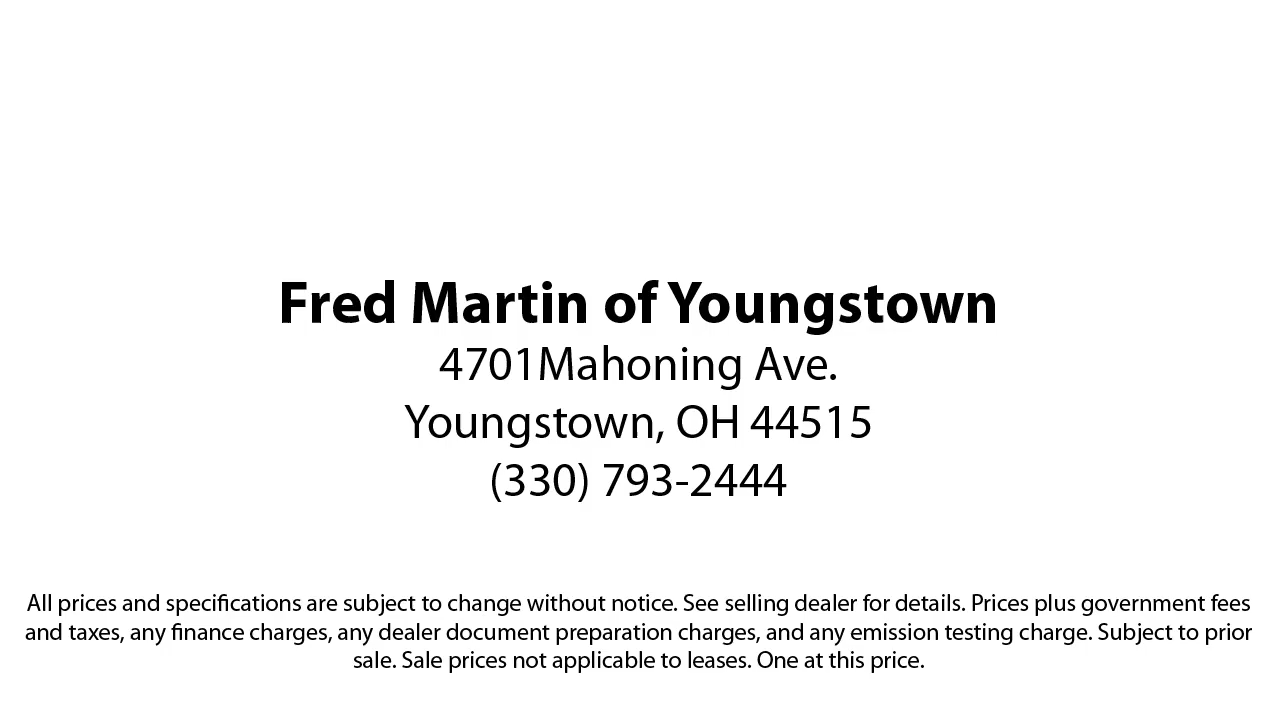 Fred Martin of Youngstown
4701Mahoning Ave.
Youngstown, OH 44515
(330) 793-2444
All prices and specifications are subject to change without notice. See selling dealer for details. Prices plus government fees
and taxes, any finance charges, any dealer document preparation charges, and any emission testing charge. Subject to prior
sale. Sale prices not applicable to leases. One at this price.